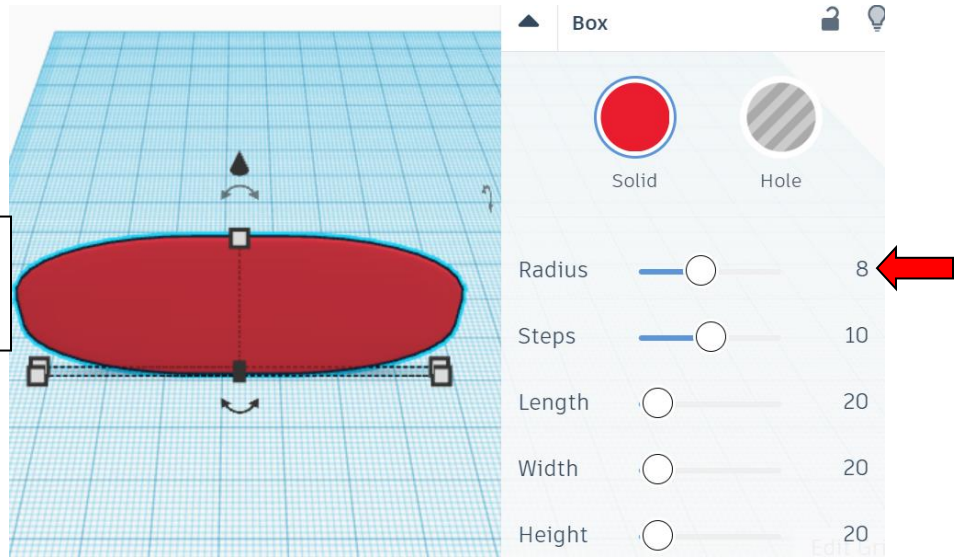 Box
Solid Hole
Radius 8
Steps 10
Length 20
Width 20
Height 20